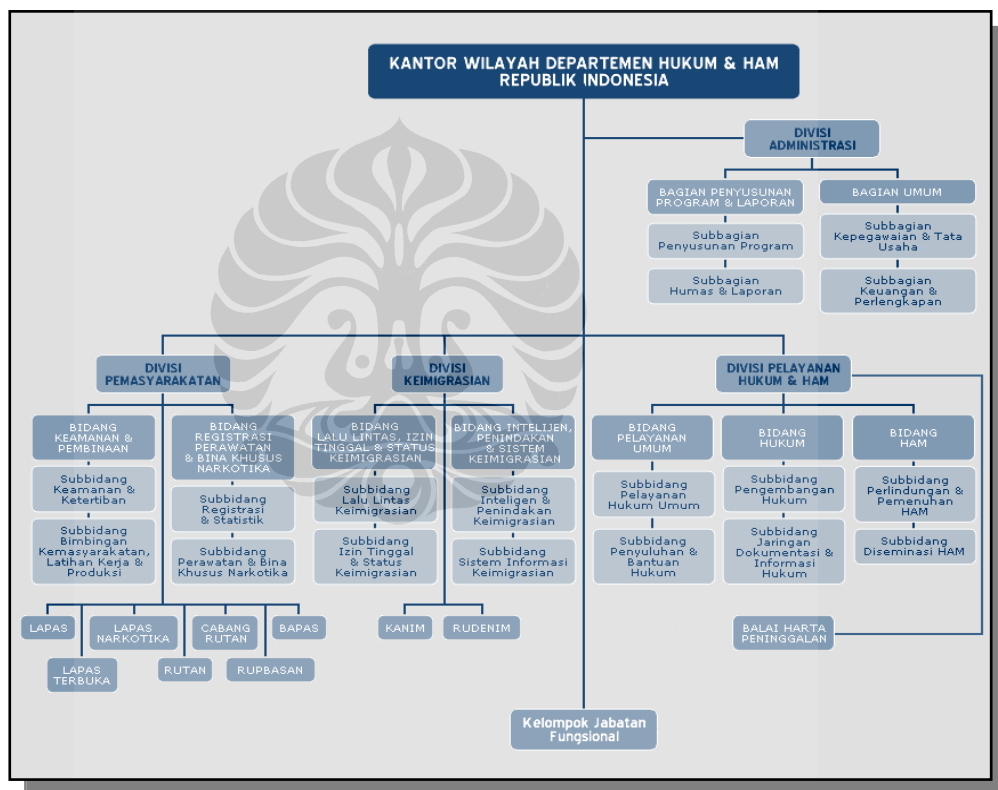 KANTOR WILAYAH DEPARTEMEN HUKUM & HAM
REPUBLIK INDONESIA
DIVISI
ADMINISTRASI
BAGIAN PENYUSUNAN
PROGRAM & LAPORAN
Subbagian
Penyusunan Program
Subbagian
Humas & Laporan
BAGIAN UMUM
Subbagian
Kepegawaian & Tata
Usaha
Subbagian
Keuangan &
Perlengkapan
DIVISI
PEMASYARAKATAN
BIDANG
KEAMANAN &
PEMBINAAN
Subbidang
Keamanan &
Ketertiban
Subbidang
Bimbingan
Kemasyarakatan,
Latihan Kerja &
Produksi
BIDANG
REGISTRASI
PERAWATAN
& BINA KHUSUS
NARKOTIKA
Subbidang
Registrasi
& Statistik
Subbidang
Perawatan & Bina
Khusus Narkotika
LAPAS
LAPAS
TERBUKA
LAPAS
NARKOTIKA
RUTAN
CABANG
RUTAN
RUPBASAN
BAPAS
DIVISI
KEIMIGRASIAN
BIDANG
LALU LINTAS, IZIN
TINGGAL & STATUS
KEIMIGRASIAN
Subbidang
Lalu Lintas
Keimigrasian
Subbidang
Izin Tinggal
& Status
Keimigrasian
BIDANG INTELIJEN,
PENINDAKAN
& SISTEM
KEIMIGRASIAN
Subbidang
Inteligen &
Penindakan
Keimigrasian
Subbidang
Sistem Informasi
Keimigrasian
KANIM
RUDENIM
DIVISI PELAYANAN
HUKUM & HAM
BIDANG
PELAYANAN
UMUM
Subbidang
Pelayanan
Hukum Umum
Subbidang
Penyuluhan &
Bantuan
Hukum
BIDANG
HUKUM
Subbidang
Pengembangan
Hukum
Subbidang
Jaringan
Dokumentasi &
Informasi
Hukum
BIDANG
HAM
Subbidang
Perlindungan &
Pemenuhan
HAM
Subbidang
Diseminasi HAM
BALAI HARTA
PENINGGALAN
Kelompok Jabatan
Fungsional